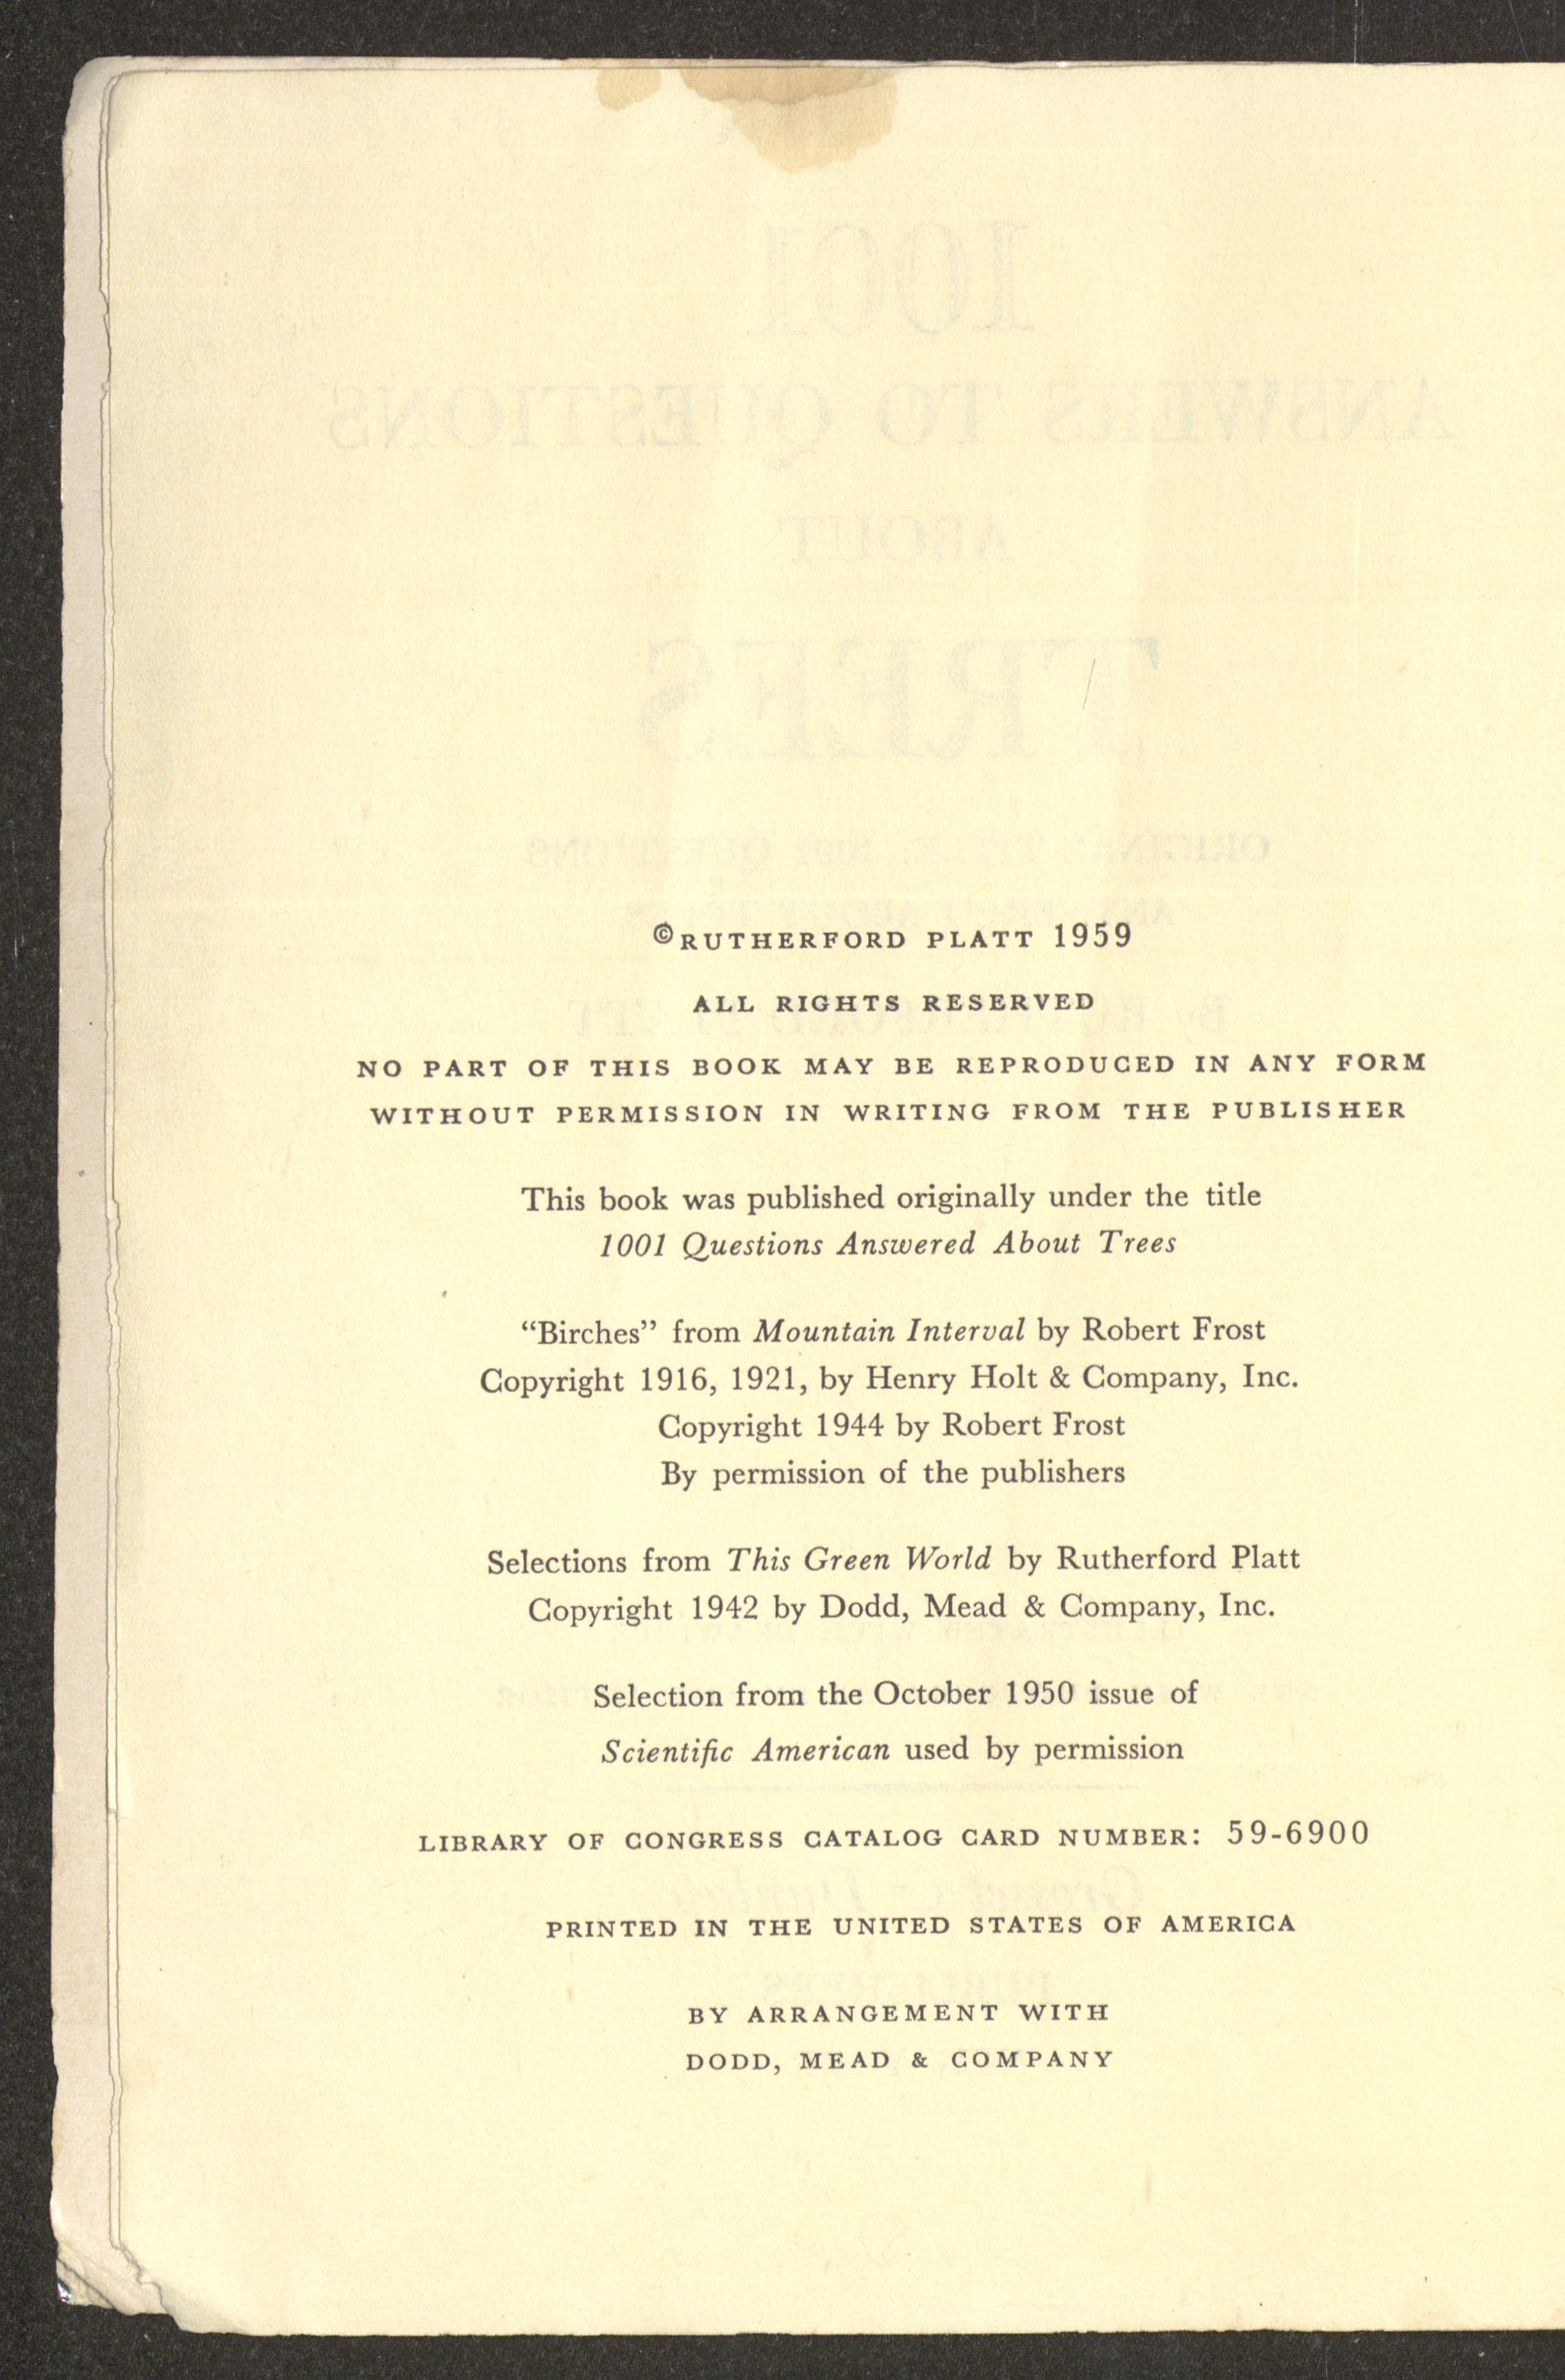 © RUTHERFORD PLATT 1959
ALL RIGHTS RESERVED
NO PART OF THIS BOOK MAY BE REPRODUCED IN ANY FORM
WITHOUT PERMISSION IN WRITING FROM THE PUBLISHER
This book was published originally under the title
1001 Questions Answered About Trees
“Birches” from Mountain Interval by Robert Frost
Copyright 1916, 1921, by Henry Holt & Company, Inc.
Copyright 1944 by Robert Frost
By permission of the publishers
Selections from This Green World by Rutherford Platt
Copyright 1942 by Dodd, Mead & Company, Inc.
Selection from the October 1950 issue of
Scientific American used by permission
LIBRARY OF CONGRESS CATALOG CARD NUMBER: 59-6900
PRINTED IN THE UNITED STATES OF AMERICA
BY ARRANGEMENT WITH
DODD, MEAD & COMPANY